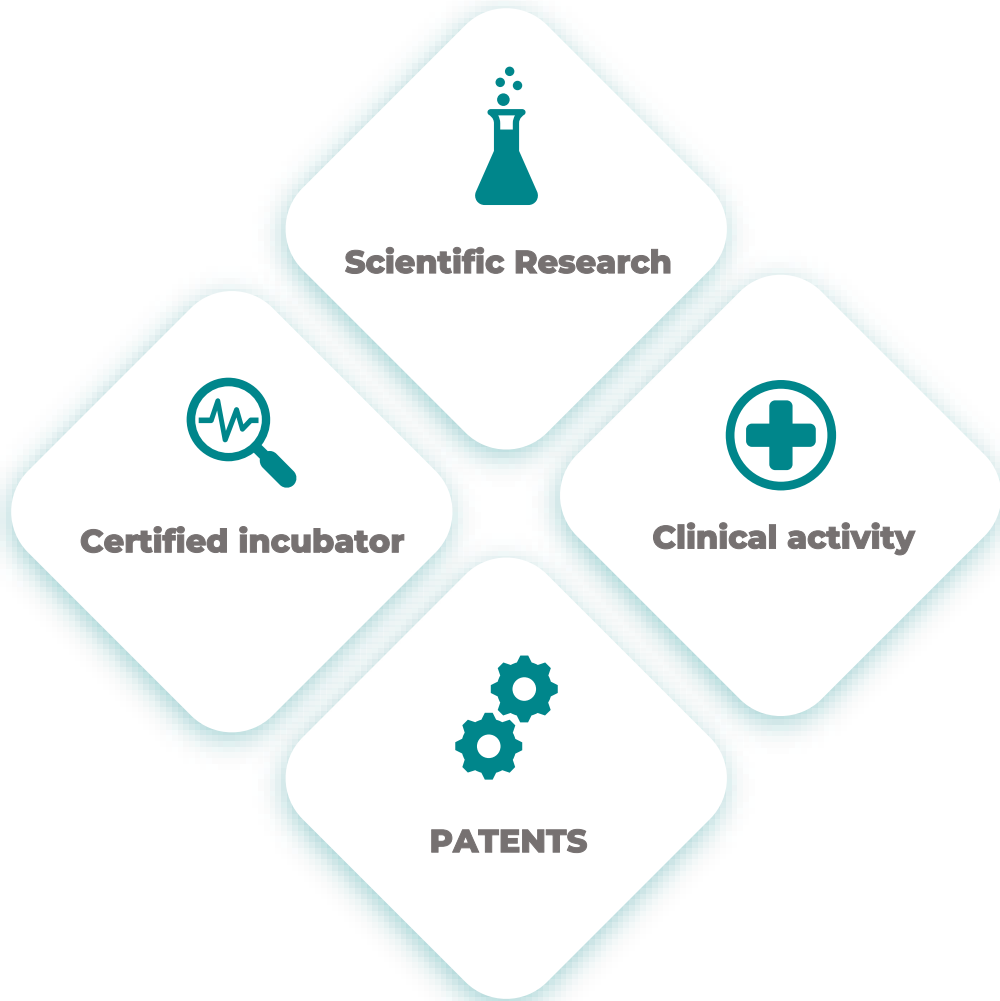 Scientific Research
Certified incubator
Clinical activity
PATENTS